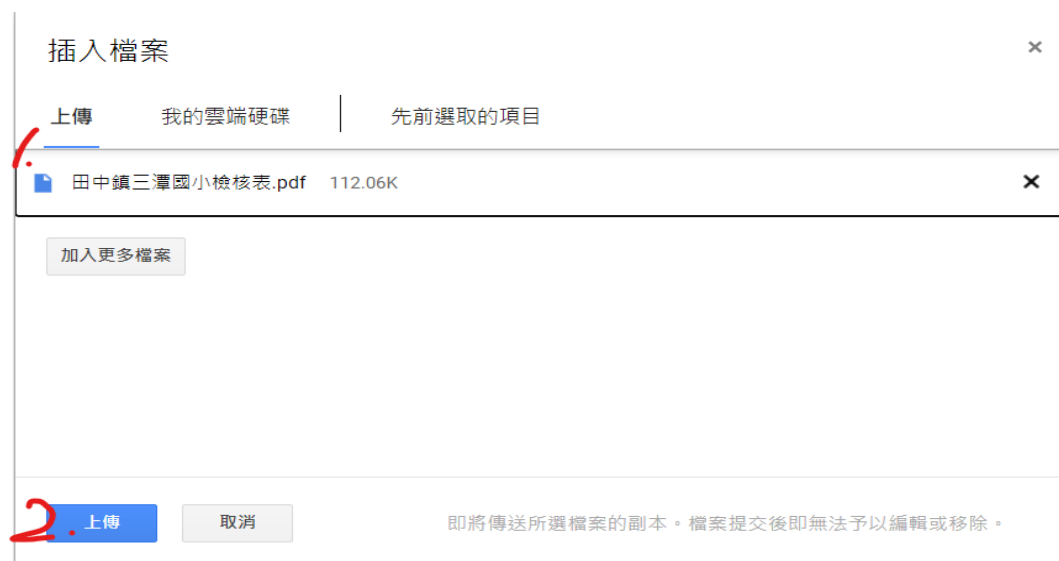 插入檔案 ×
上傳 我的雲端硬碟 先前選取的項目
1.
田中鎮三潭國小檢核表.pdf 112.06K ×
加入更多檔案
2. 上傳 取消 即將傳送所選檔案的副本。檔案提交後即無法予以編輯或移除。